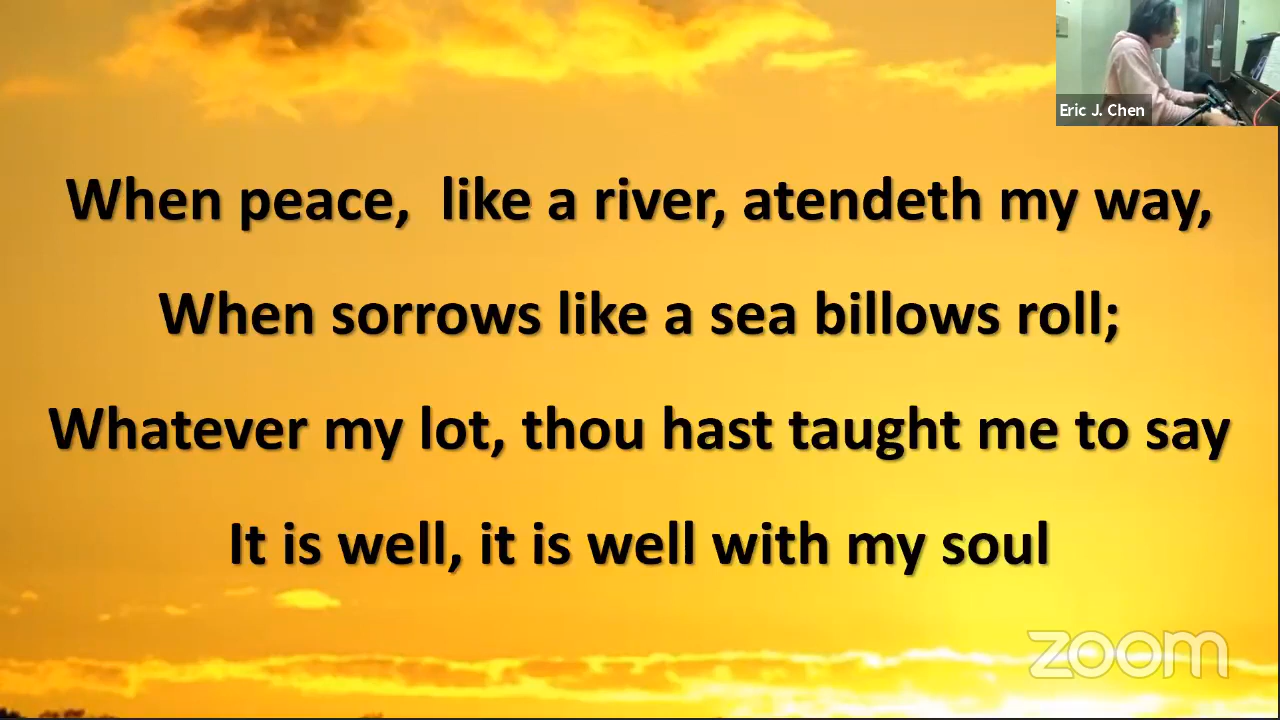 Eric J. Chen
When peace,  like a river, atendeth my way,
When sorrows like a sea billows roll;
Whatever my lot, thou hast taught me to say
It is well, it is well with my soul
zoom